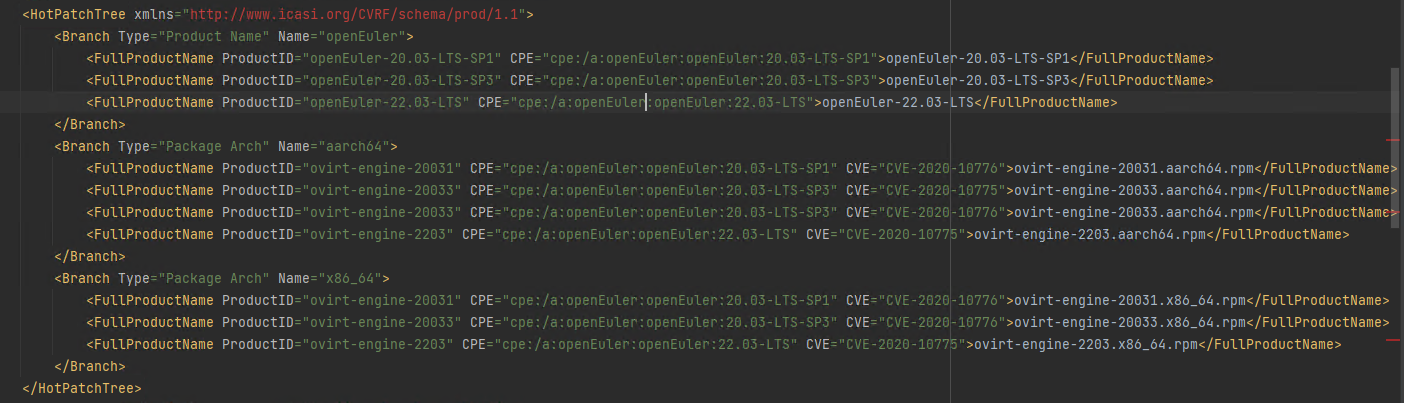 <HotPatchTree xmlns="http://www.icasi.org/CVRF/schema/prod/1.1">
<Branch Type="Product Name" Name="openEuler">
<FullProductName ProductID="openEuler-20.03-LTS-SP1" CPE="cpe:/a:openEuler:openEuler:20.03-LTS-SP1">openEuler-20.03-LTS-SP1</FullProductName>
<FullProductName ProductID="openEuler-20.03-LTS-SP3" CPE="cpe:/a:openEuler:openEuler:20.03-LTS-SP3">openEuler-20.03-LTS-SP3</FullProductName>
<FullProductName ProductID="openEuler-22.03-LTS" CPE="cpe:/a:openEuler:openEuler:22.03-LTS">openEuler-22.03-LTS</FullProductName>
</Branch>
<Branch Type="Package Arch" Name="aarch64">
<FullProductName ProductID="ovirt-engine-20031" CPE="cpe:/a:openEuler:openEuler:20.03-LTS-SP1" CVE="CVE-2020-10776">ovirt-engine-20031.aarch64.rpm</FullProductName>
<FullProductName ProductID="ovirt-engine-20033" CPE="cpe:/a:openEuler:openEuler:20.03-LTS-SP3" CVE="CVE-2020-10775">ovirt-engine-20033.aarch64.rpm</FullProductName>
<FullProductName ProductID="ovirt-engine-20033" CPE="cpe:/a:openEuler:openEuler:20.03-LTS-SP3" CVE="CVE-2020-10776">ovirt-engine-20033.aarch64.rpm</FullProductName>
<FullProductName ProductID="ovirt-engine-2203" CPE="cpe:/a:openEuler:openEuler:22.03-LTS" CVE="CVE-2020-10775">ovirt-engine-2203.aarch64.rpm</FullProductName>
</Branch>
<Branch Type="Package Arch" Name="x86_64">
<FullProductName ProductID="ovirt-engine-20031" CPE="cpe:/a:openEuler:openEuler:20.03-LTS-SP1" CVE="CVE-2020-10776">ovirt-engine-20031.x86_64.rpm</FullProductName>
<FullProductName ProductID="ovirt-engine-20033" CPE="cpe:/a:openEuler:openEuler:20.03-LTS-SP3" CVE="CVE-2020-10776">ovirt-engine-20033.x86_64.rpm</FullProductName>
<FullProductName ProductID="ovirt-engine-2203" CPE="cpe:/a:openEuler:openEuler:22.03-LTS" CVE="CVE-2020-10775">ovirt-engine-2203.x86_64.rpm</FullProductName>
</Branch>
</HotPatchTree>